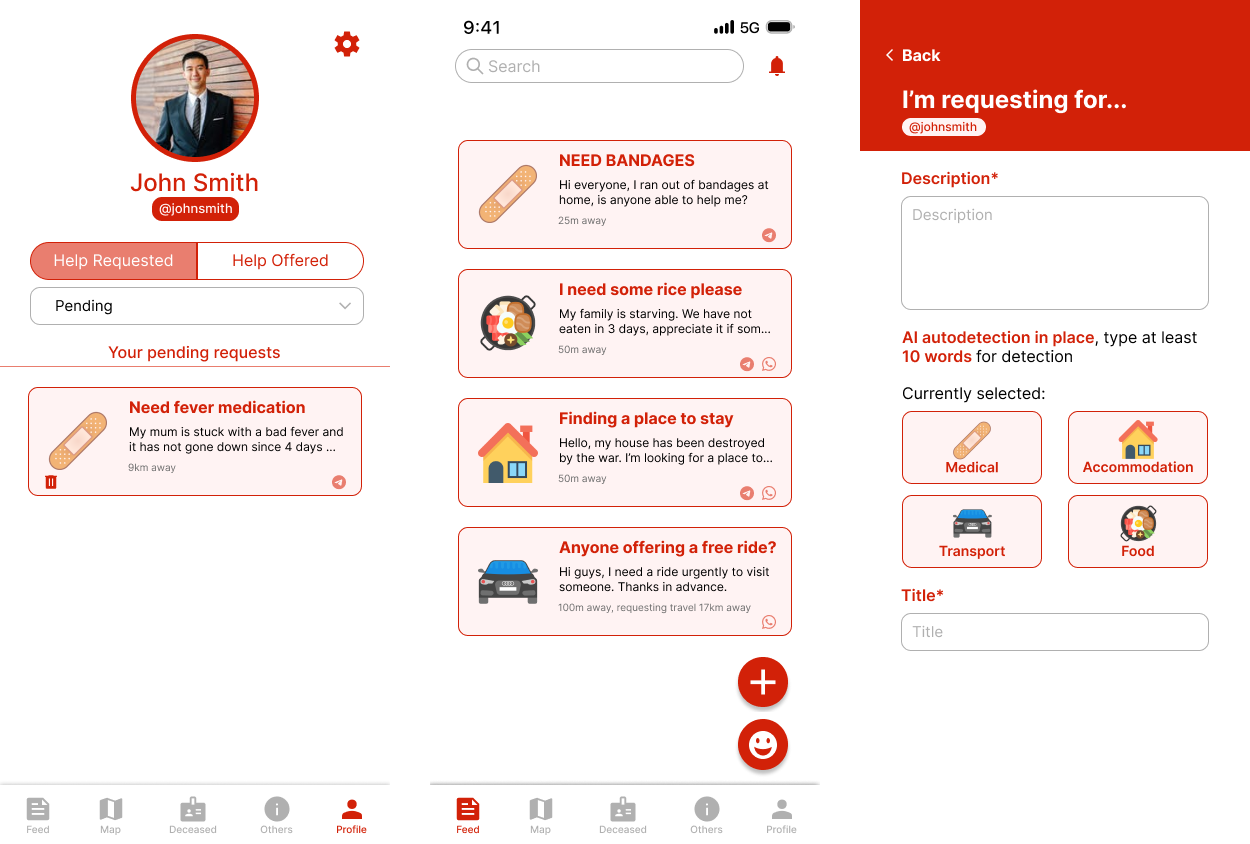 John Smith
@johnsmith
Help Requested
Help Offered
Pending
Your pending requests
Need fever medication
My mum is stuck with a bad fever and
it has not gone down since 4 days ...
9km away
Feed
Map
Deceased
Others
Profile
9:41
5G
Search
NEED BANDAGES
Hi everyone, I ran out of bandages at
home, is anyone able to help me?
25m away
I need some rice please
My family is starving. We have not
eaten in 3 days, appreciate it if som...
50m away
Finding a place to stay
Hello, my house has been destroyed
by the war. I’m looking for a place to...
50m away
Anyone offering a free ride?
Hi guys, I need a ride urgently to visit
someone. Thanks in advance.
100m away, requesting travel 17km away
Feed
Map
Deceased
Others
Profile
Back
I’m requesting for...
@johnsmith
Description*
Description
AI autodetection in place, type at least
10 words for detection
Currently selected:
Medical
Accommodation
Transport
Food
Title*
Title